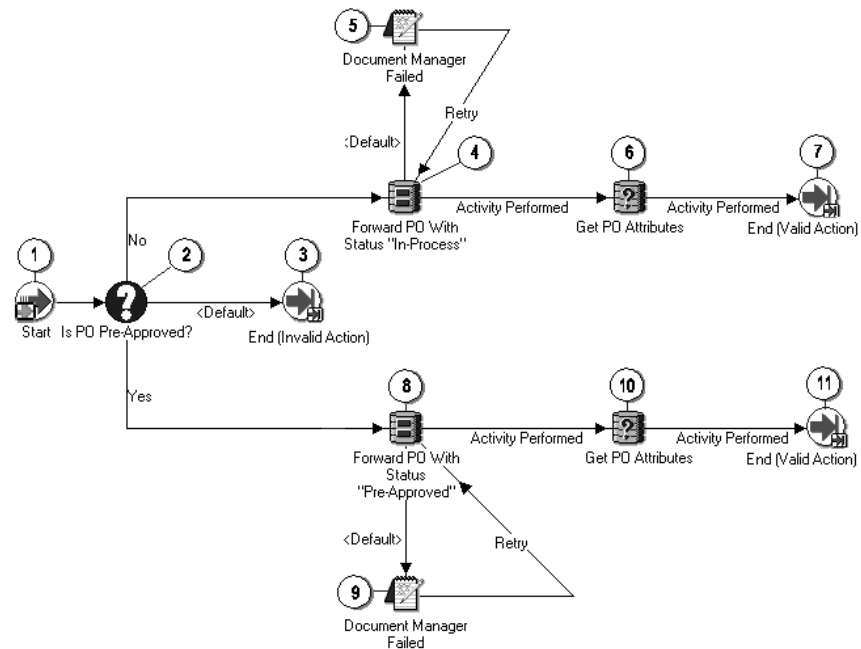 5
Document Manager
Failed
Retry
<Default>
4
6
7
Forward PO With
Status "In-Process"
Activity Performed
Get PO Attributes
Activity Performed
End (Valid Action)
No
1
2
3
Start
Is PO Pre-Approved?
<Default>
End (Invalid Action)
Yes
8
10
11
Forward PO With
Status
"Pre-Approved"
Activity Performed
Get PO Attributes
Activity Performed
End (Valid Action)
<Default>
Retry
9
Document Manager
Failed